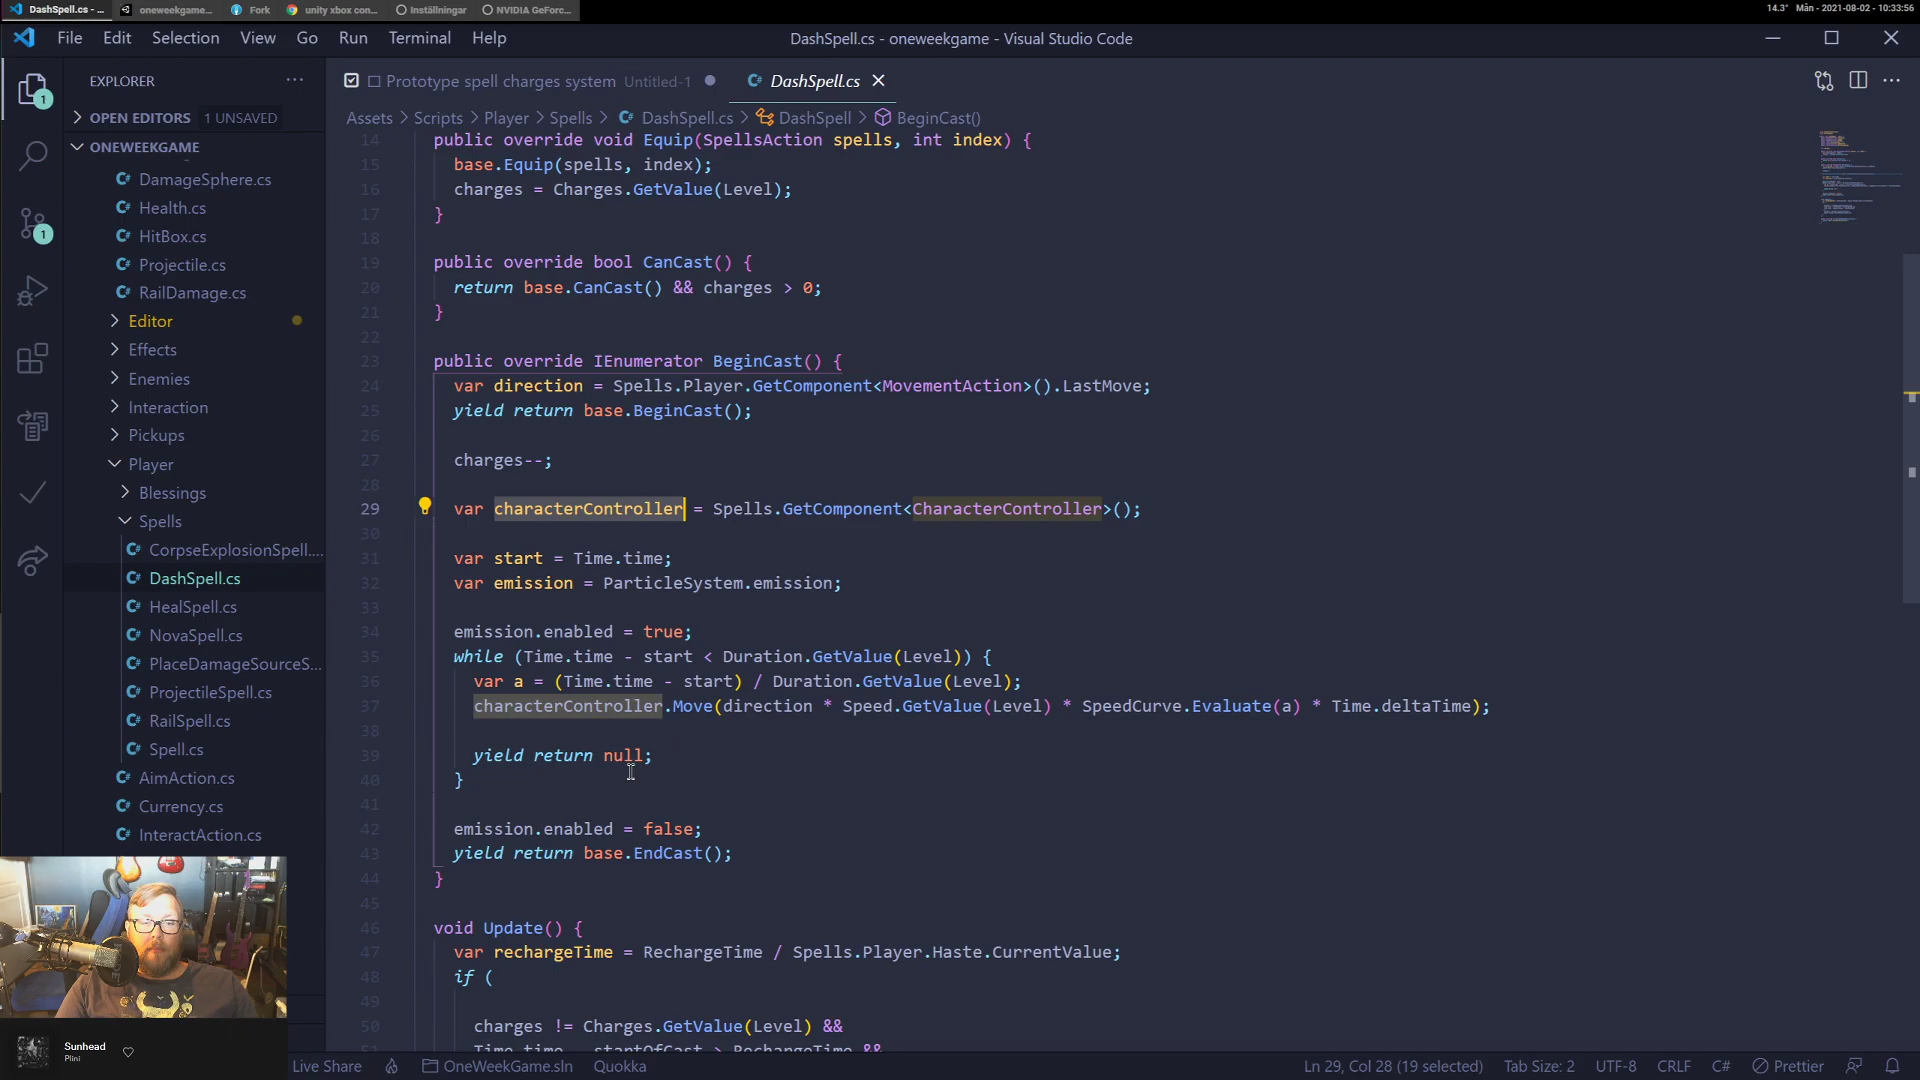 DashSpell.cs - ...
oneweekgame...
Fork
unity xbox con...
Inställningar
NVIDIA GeForc...
14.3° Mån - 2021-08-02 - 10:33:56
File Edit Selection View Go Run Terminal Help
DashSpell.cs - oneweekgame - Visual Studio Code
EXPLORER
Prototype spell charges system Untitled-1
DashSpell.cs
OPEN EDITORS 1 UNSAVED
Assets > Scripts > Player > Spells > DashSpell.cs > DashSpell > BeginCast()
ONEWEEKGAME
DamageSphere.cs
Health.cs
HitBox.cs
Projectile.cs
RailDamage.cs
Editor
Effects
Enemies
Interaction
Pickups
Player
Blessings
Spells
CorpseExplosionSpell....
DashSpell.cs
HealSpell.cs
NovaSpell.cs
PlaceDamageSourceS...
ProjectileSpell.cs
RailSpell.cs
Spell.cs
AimAction.cs
Currency.cs
InteractAction.cs
14 public override void Equip(SpellsAction spells, int index) {
15 base.Equip(spells, index);
16 charges = Charges.GetValue(Level);
17 }
18
19 public override bool CanCast() {
20 return base.CanCast() && charges > 0;
21 }
22
23 public override IEnumerator BeginCast() {
24 var direction = Spells.Player.GetComponent<MovementAction>().LastMove;
25 yield return base.BeginCast();
26
27 charges--;
28
29 var characterController = Spells.GetComponent<CharacterController>();
30
31 var start = Time.time;
32 var emission = ParticleSystem.emission;
33
34 emission.enabled = true;
35 while (Time.time - start < Duration.GetValue(Level)) {
36 var a = (Time.time - start) / Duration.GetValue(Level);
37 characterController.Move(direction * Speed.GetValue(Level) * SpeedCurve.Evaluate(a) * Time.deltaTime);
38
39 yield return null;
40 }
41
42 emission.enabled = false;
43 yield return base.EndCast();
44 }
45
46 void Update() {
47 var rechargeTime = RechargeTime / Spells.Player.Haste.CurrentValue;
48 if (
49
50 charges != Charges.GetValue(Level) &&
51 Time.time - startOfCast > RechargeTime &&
Sunhead
Plini
Live Share
OneWeekGame.sln
Quokka
Ln 29, Col 28 (19 selected)
Tab Size: 2
UTF-8
CRLF
C#
Prettier